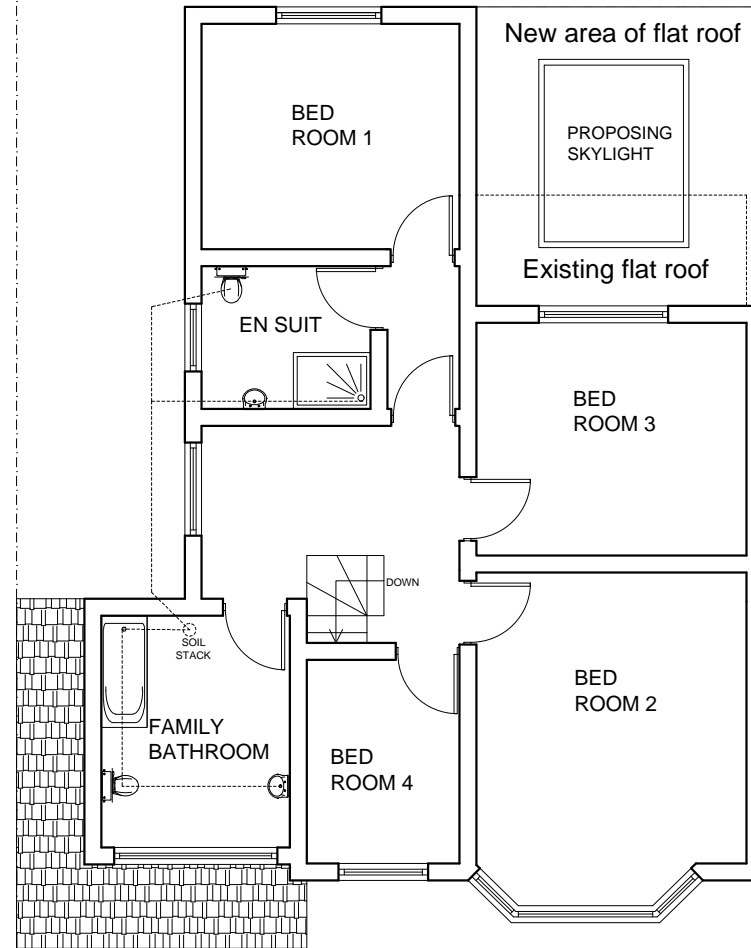 New area of flat roof
BED
ROOM 1
PROPOSING
SKYLIGHT
Existing flat roof
EN SUIT
BED
ROOM 3
DOWN
SOIL
STACK
BED
ROOM 2
FAMILY
BATHROOM
BED
ROOM 4